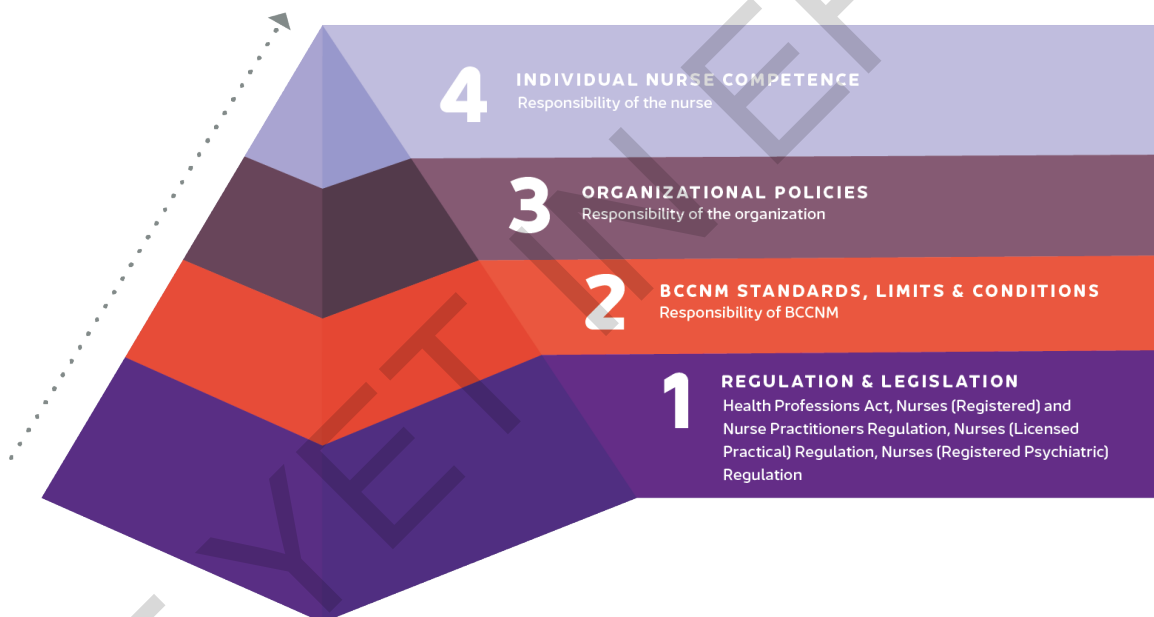 4
INDIVIDUAL NURSE COMPETENCE
Responsibility of the nurse
3
ORGANIZATIONAL POLICIES
Responsibility of the organization
2
BCCNM STANDARDS, LIMITS & CONDITIONS
Responsibility of BCCNM
1
REGULATION & LEGISLATION
Health Professions Act, Nurses (Registered) and
Nurse Practitioners Regulation, Nurses (Licensed
Practical) Regulation, Nurses (Registered Psychiatric)
Regulation
YET IN